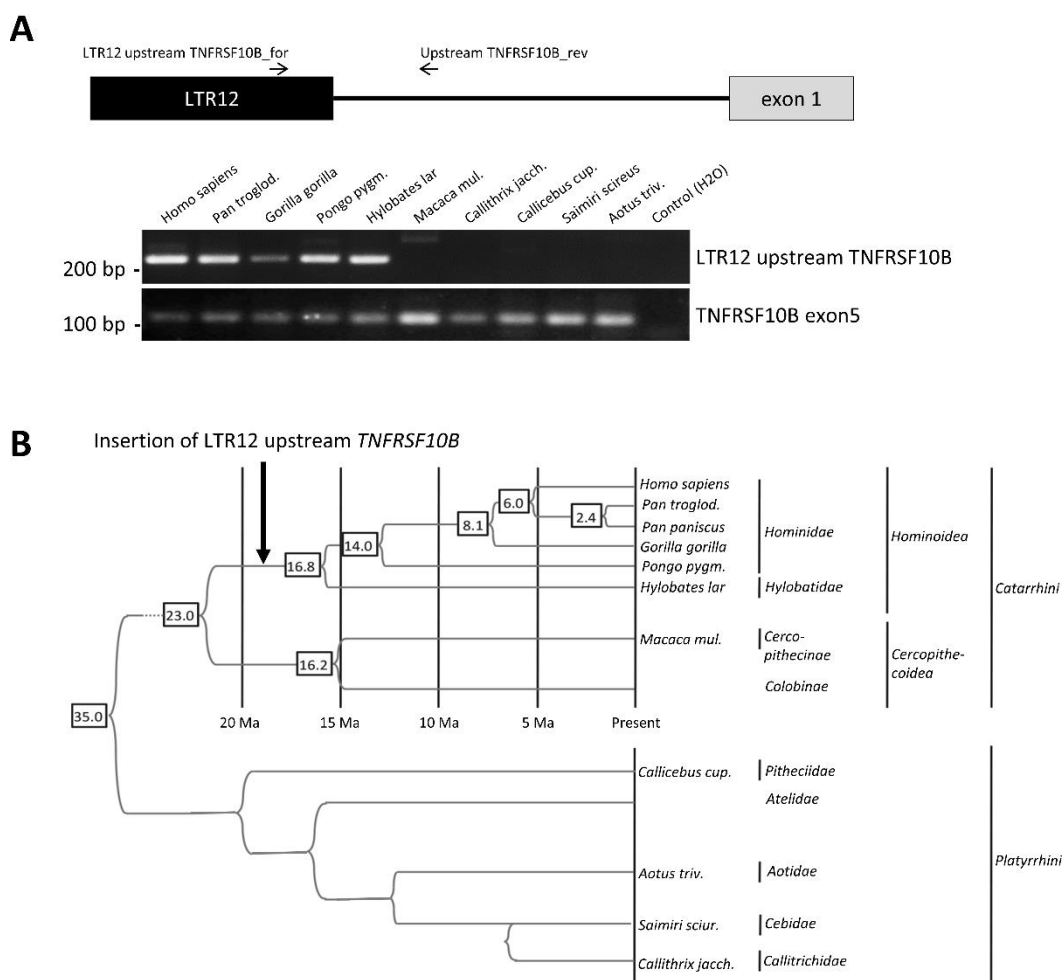 A
LTR12 upstream TNFRSF10B_for
Upstream TNFRSF10B_rev
LTR12
exon 1
Homo sapiens
Pan troglod.
Gorilla gorilla
Pongo pygm.
Hylobates lar
Macaca mul.
Callithrix jacch.
Callicebus cup.
Saimiri scireus
Aotus triv.
Control (H2O)
200 bp -
LTR12 upstream TNFRSF10B
100 bp -
TNFRSF10B exon5
B
Insertion of LTR12 upstream TNFRSF10B
Homo sapiens
6.0
Pan troglod.
2.4
8.1
Pan paniscus
Hominidae
Hominoidea
14.0
Gorilla gorilla
16.8
Pongo pygm.
Hylobates lar
Hylobatidae
Catarrhini
23.0
Macaca mul.
Cerco-
pithecinae
16.2
Cercopithe-
coidea
Colobinae
35.0
20 Ma
15 Ma
10 Ma
5 Ma
Present
Callicebus cup.
Pitheciidae
Atelidae
Platyrrhini
Aotus triv.
Aotidae
Saimiri sciur.
Cebidae
Callithrix jacch.
Callitrichidae